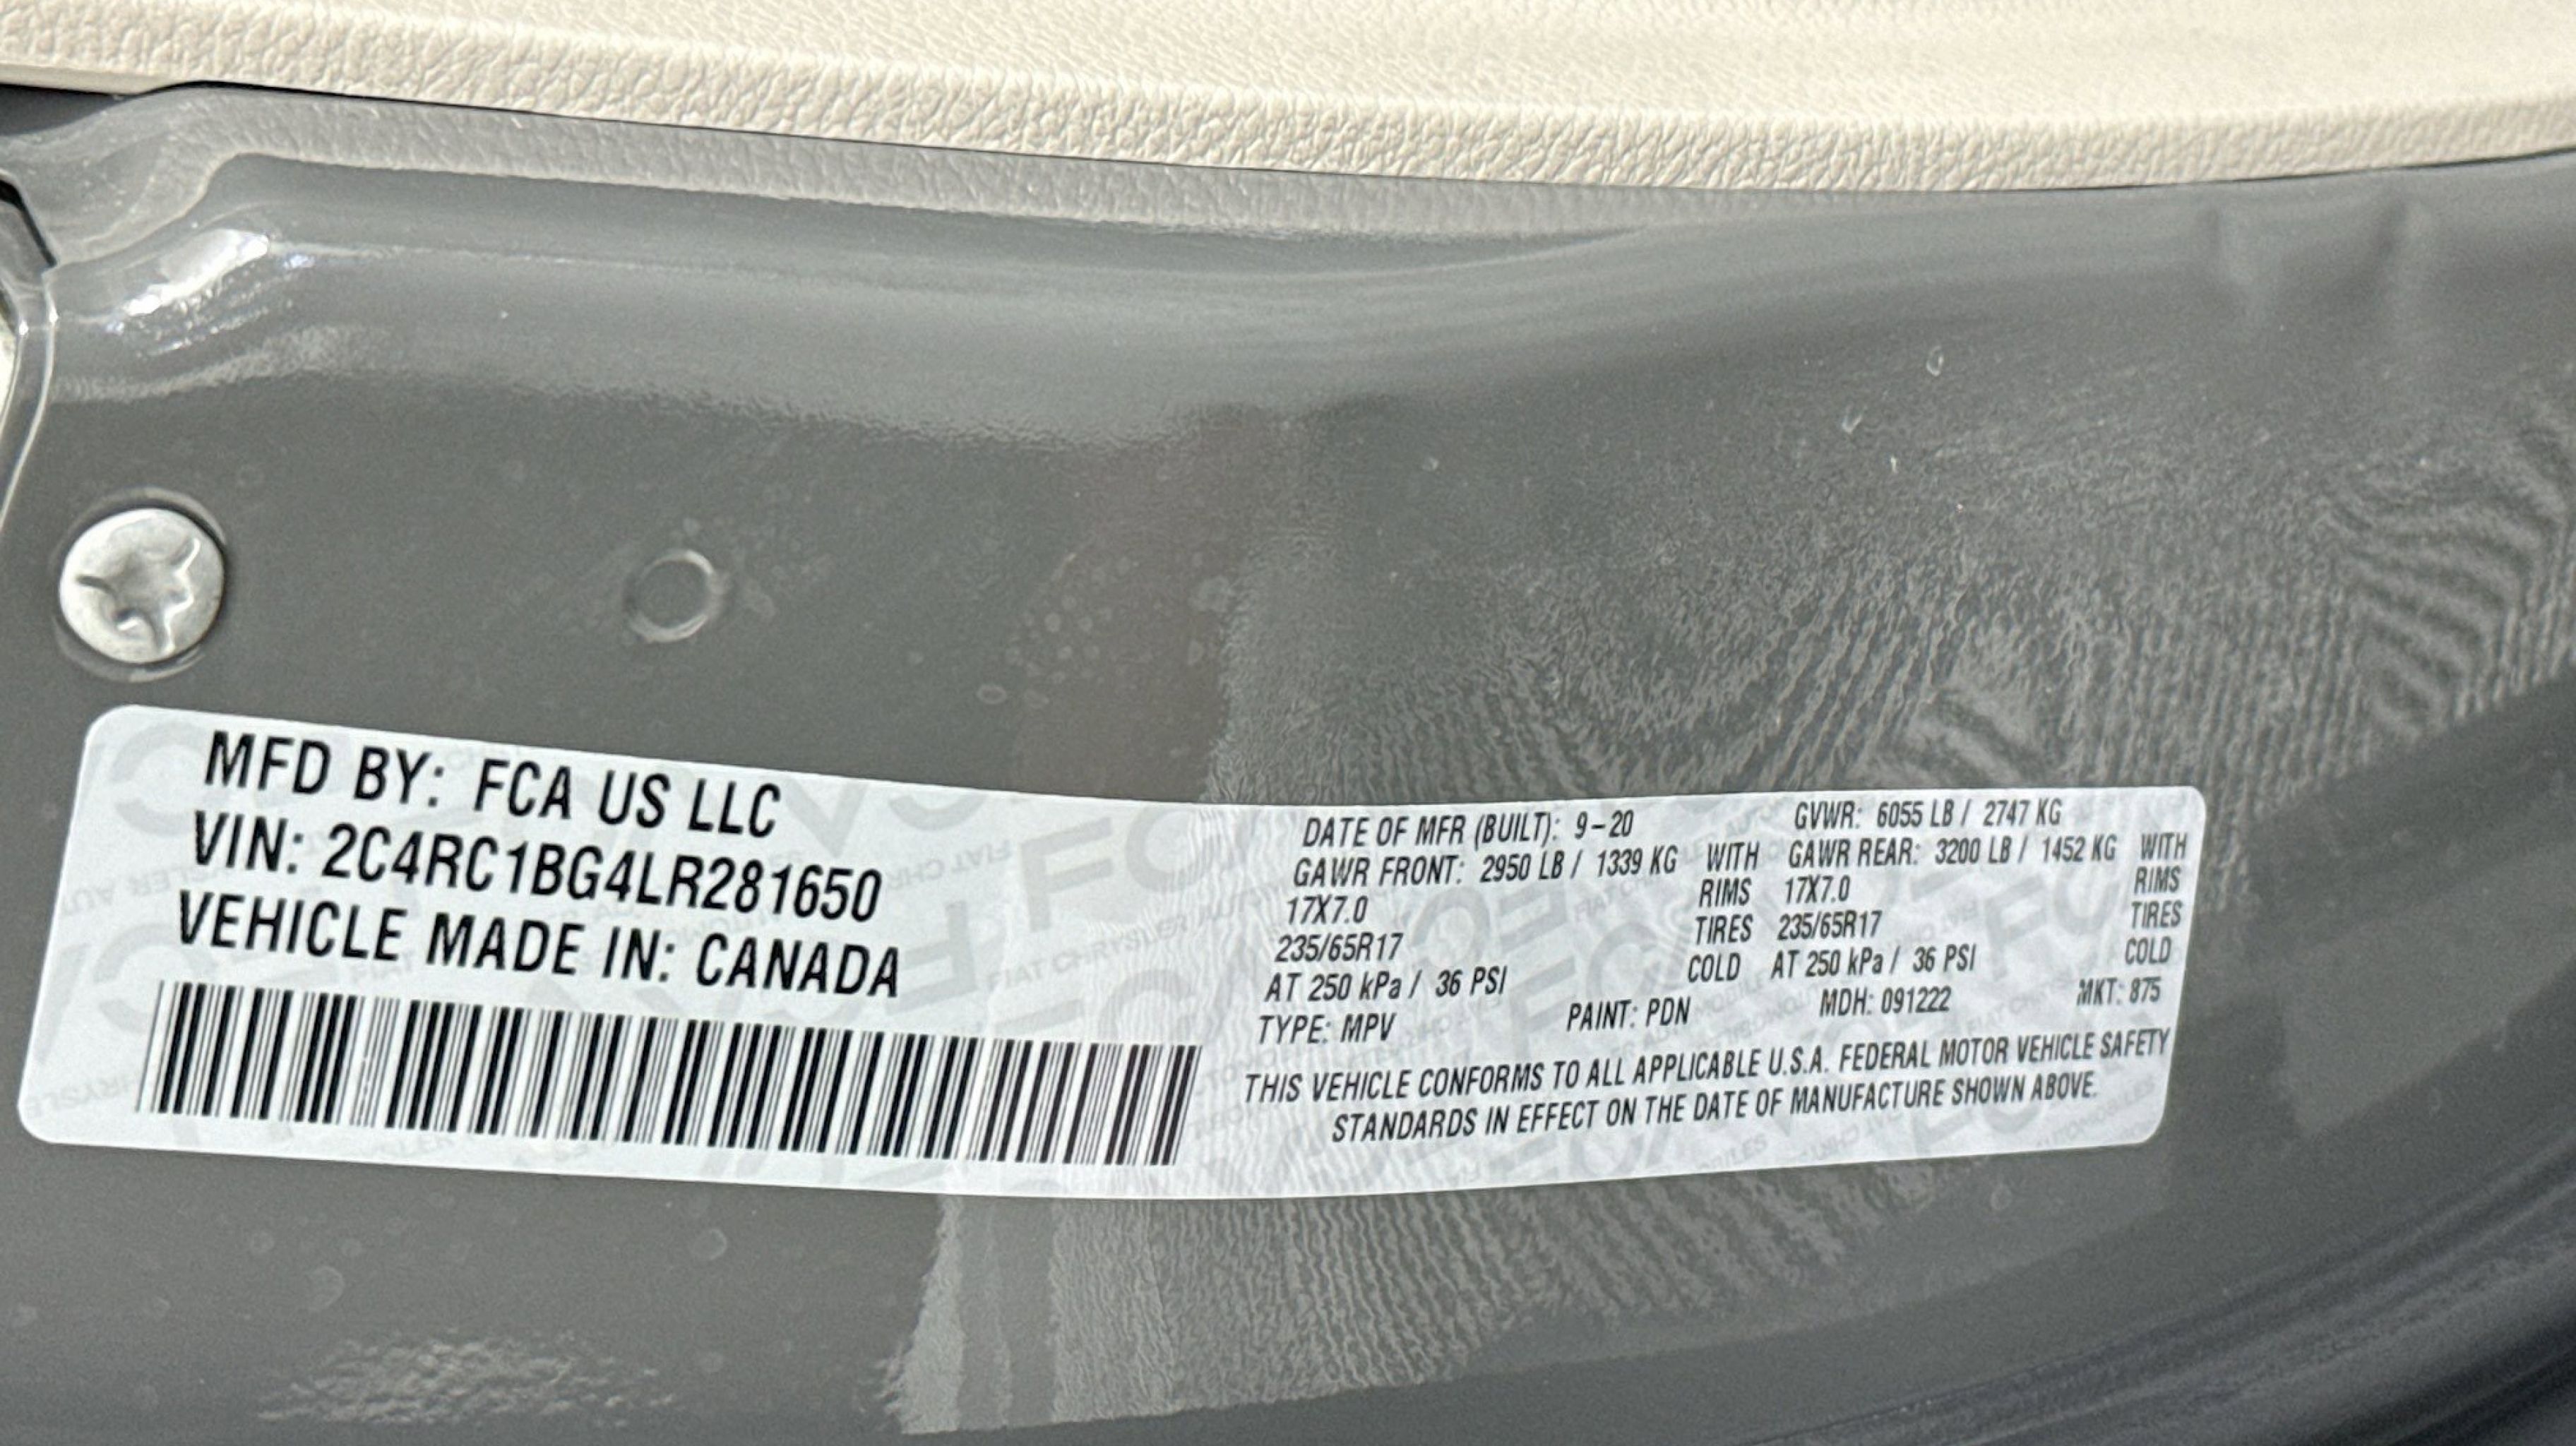 MFD BY: FCA US LLC
VIN: 2C4RC1BG4LR281650
VEHICLE MADE IN: CANADA
DATE OF MFR (BUILT): 9-20 GVWR: 6055 LB / 2747 KG
GAWR FRONT: 2950 LB / 1339 KG WITH GAWR REAR: 3200 LB / 1452 KG WITH
17X7.0 RIMS 17X7.0 RIMS
235/65R17 TIRES 235/65R17 TIRES
AT 250 kPa / 36 PSI COLD AT 250 kPa / 36 PSI COLD
TYPE: MPV PAINT: PDN MDH: 091222 MKT: 875
THIS VEHICLE CONFORMS TO ALL APPLICABLE U.S.A. FEDERAL MOTOR VEHICLE SAFETY
STANDARDS IN EFFECT ON THE DATE OF MANUFACTURE SHOWN ABOVE.